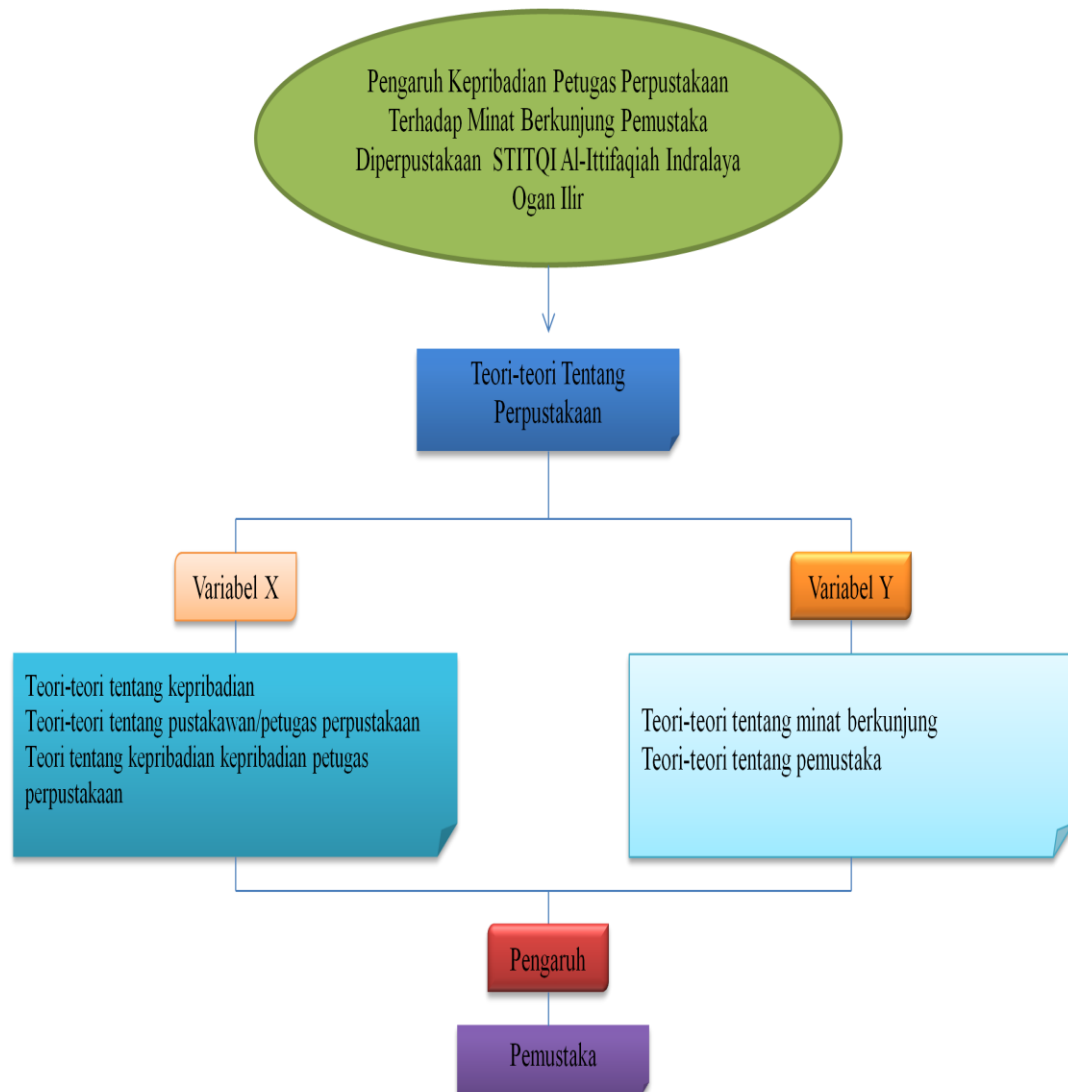 Pengaruh Kepribadian Petugas Perpustakaan
Terhadap Minat Berkunjung Pemustaka
Diperpustakaan STITQI Al-Ittifaqiah Indralaya
Ogan Ilir
Teori-teori Tentang
Perpustakaan
Variabel X
Variabel Y
Teori-teori tentang kepribadian
Teori-teori tentang pustakawan/petugas perpustakaan
Teori tentang kepribadian kepribadian petugas
perpustakaan
Teori-teori tentang minat berkunjung
Teori-teori tentang pemustaka
Pengaruh
Pemustaka